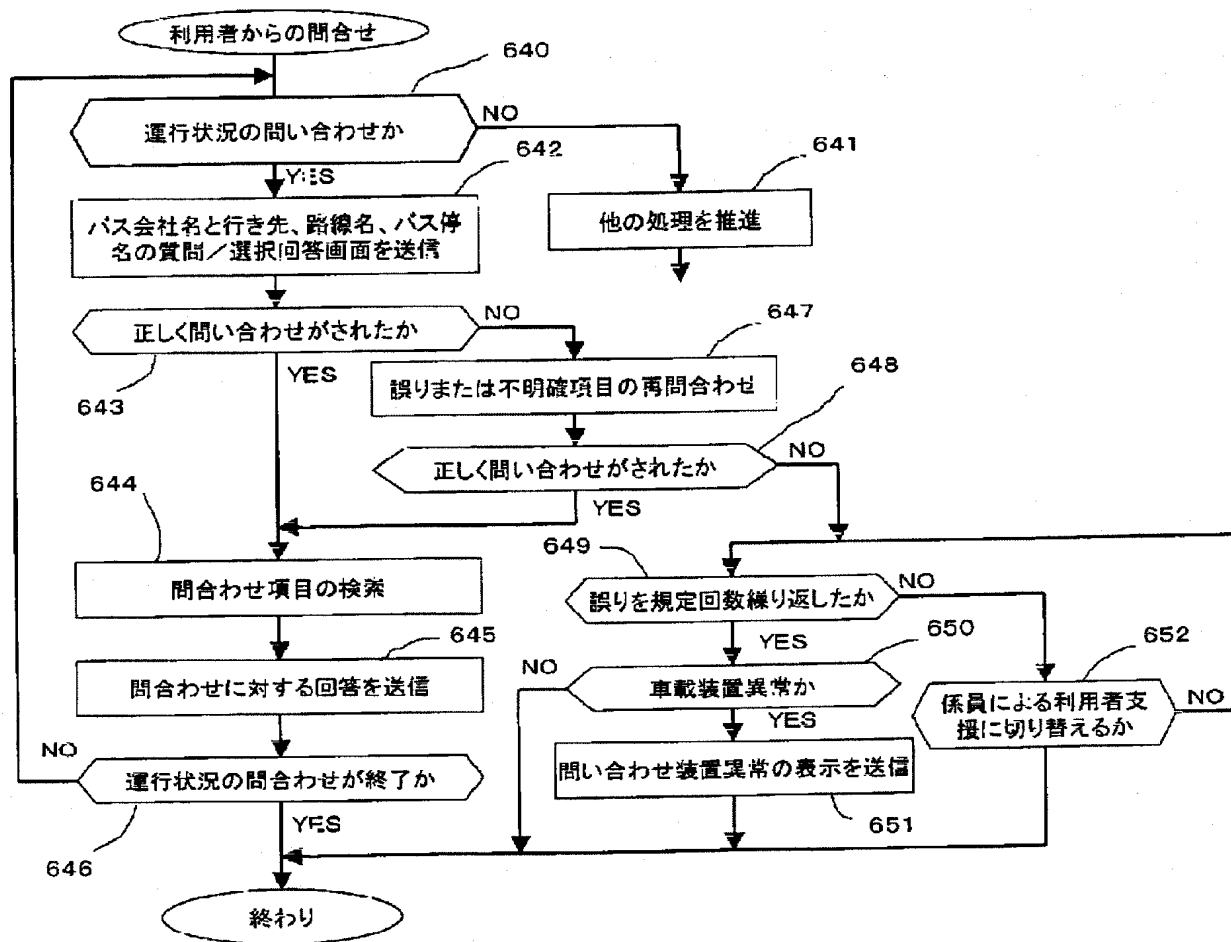 利用者からの問合せ
640
運行状況の問い合わせか
NO
YES
642
641
バス会社名と行き先、路線名、バス停
名の質問／選択回答画面を送信
他の処理を推進
正しく問い合わせがされたか
NO
643
YES
647
誤りまたは不明確項目の再問合わせ
648
正しく問い合わせがされたか
NO
YES
644
問合わせ項目の検索
649
誤りを規定回数繰り返したか
NO
YES
645
問合わせに対する回答を送信
650
車載装置異常か
NO
YES
652
係員による利用者支
援に切り替えるか
NO
運行状況の問合わせが終了か
NO
YES
646
問い合わせ装置異常の表示を送信
651
終わり